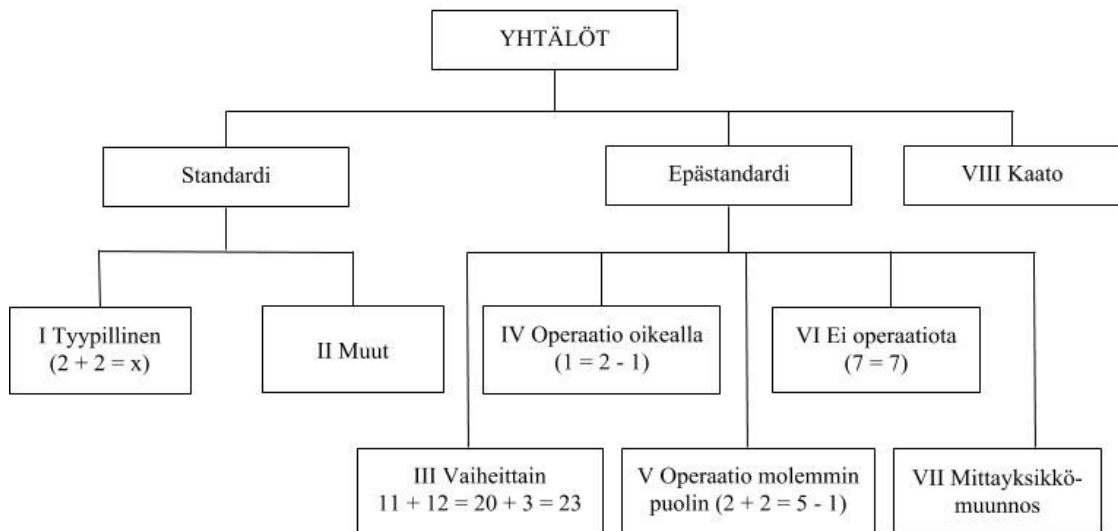 YHTÄLÖT
Standardi
Epästandardi
VIII Kaato
I Tyypillinen
(2 + 2 = x)
II Muut
IV Operaatio oikealla
(1 = 2 - 1)
VI Ei operaatiota
(7 = 7)
III Vaiheittain
11 + 12 = 20 + 3 = 23
V Operaatio molemmin
puolin (2 + 2 = 5 - 1)
VII Mittayksikkö-
muunnos